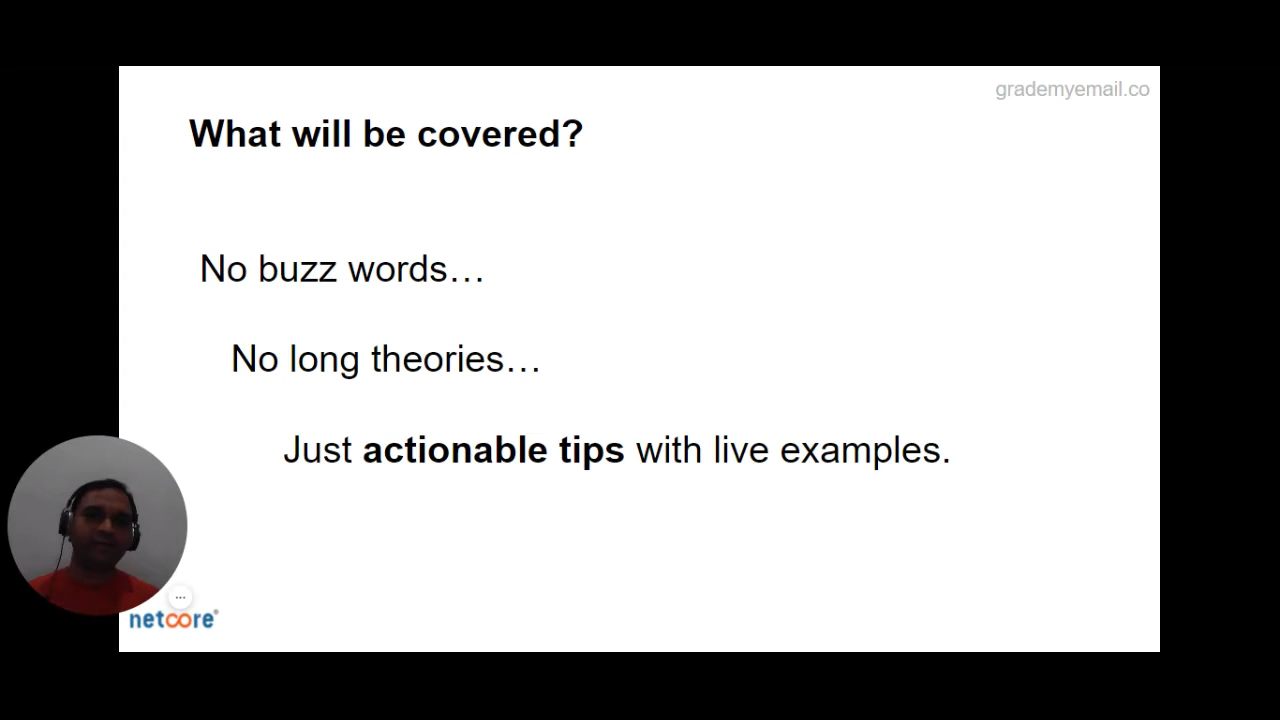 grademyemail.co
What will be covered?
No buzz words…
No long theories…
Just actionable tips with live examples.
netcore®